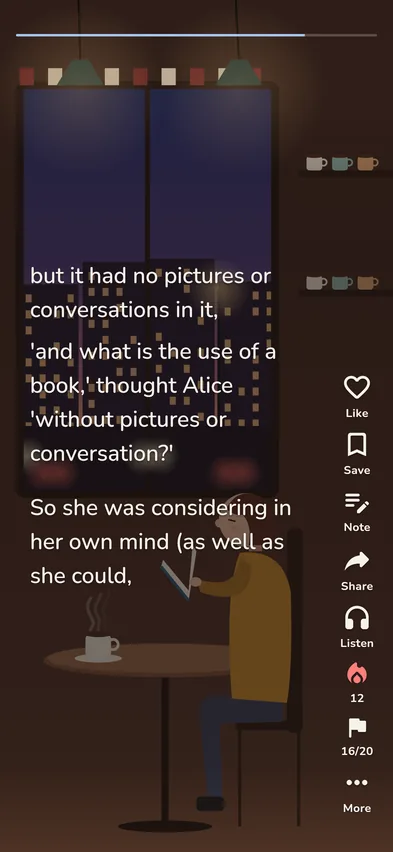 but it had no pictures or
conversations in it,
'and what is the use of a
book,' thought Alice
'without pictures or
conversation?'
So she was considering in
her own mind (as well as
she could,
Like
Save
Note
Share
Listen
12
16/20
More